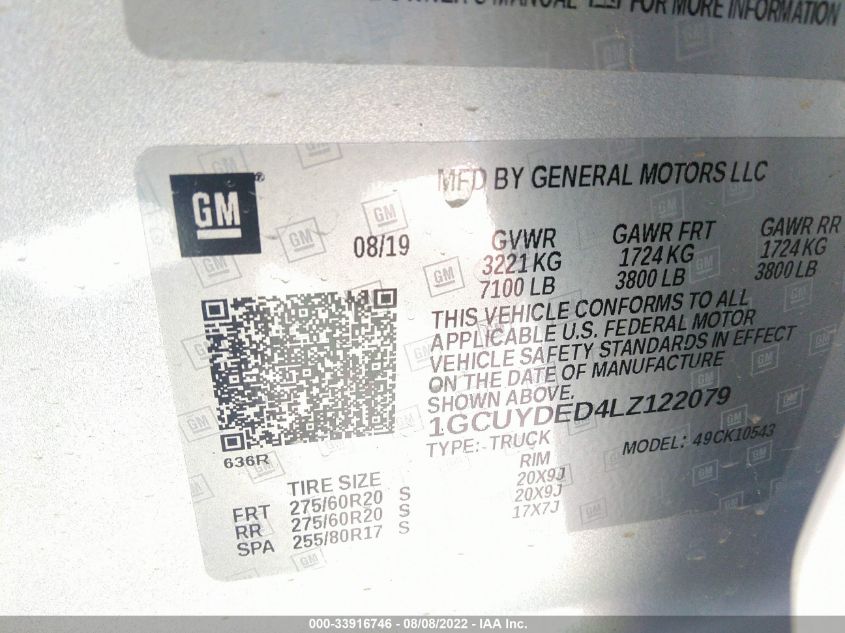 OWNER'S MANUAL FOR MORE INFORMATION
GM
MFD BY GENERAL MOTORS LLC
08/19
GVWR GAWR FRT GAWR RR
3221 KG 1724 KG 1724 KG
7100 LB 3800 LB 3800 LB
THIS VEHICLE CONFORMS TO ALL
APPLICABLE U.S. FEDERAL MOTOR
VEHICLE SAFETY STANDARDS IN EFFECT
ON THE DATE OF MANUFACTURE
SHOWN ABOVE.
1GCUYDED4LZ122079
TYPE: TRUCK MODEL: 49CK10543
636R
TIRE SIZE RIM
FRT 275/60R20 S 20X9J
RR 275/60R20 S 20X9J
SPA 255/80R17 S 17X7J
000-33916746 - 08/08/2022 - IAA Inc.